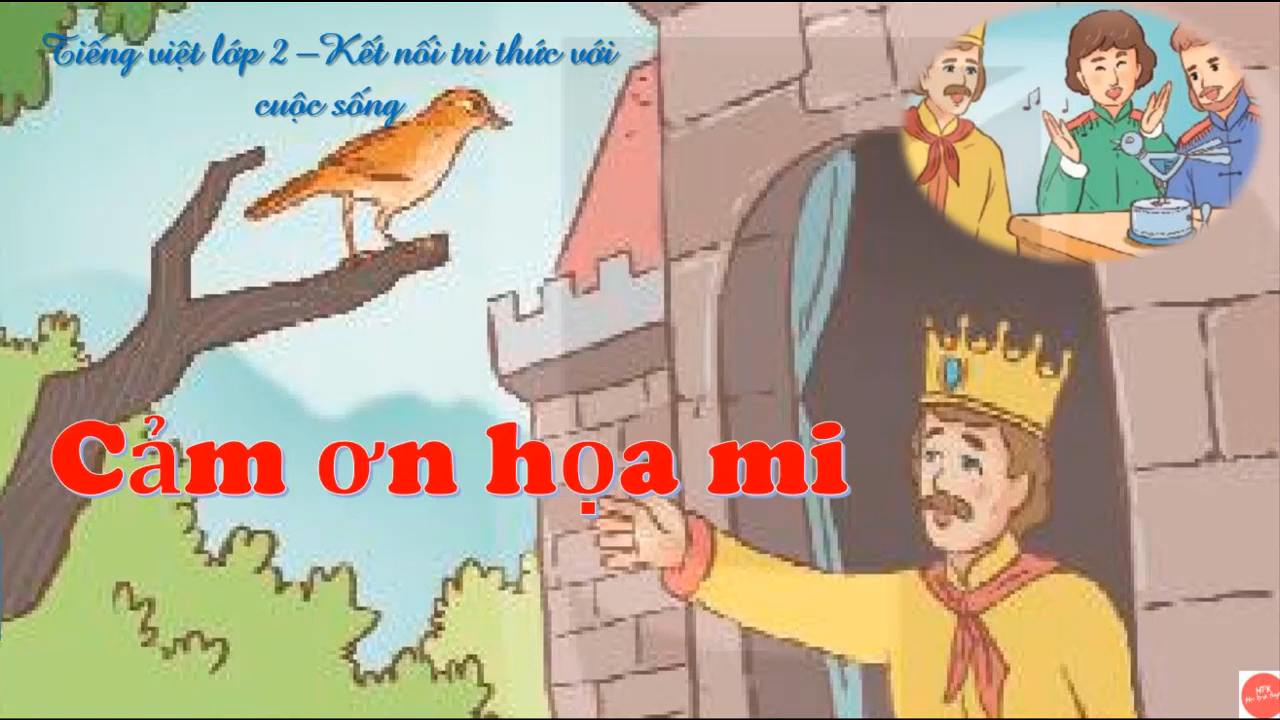 Tiếng việt lớp 2 –Kết nối tri thức với
cuộc sống
Cảm ơn họa mi